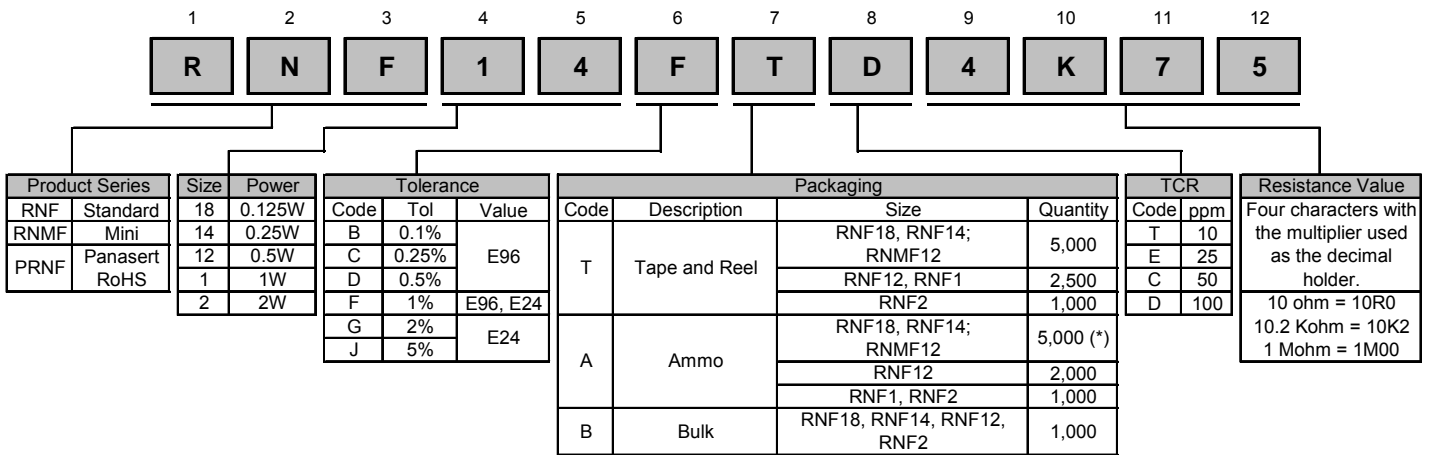 1 2 3 4 5 6 7 8 9 10 11 12
R N F 1 4 F T D 4 K 7 5
Product Series
RNF Standard
RNMF Mini
PRNF Panasert
RoHS
Size Power
18 0.125W
14 0.25W
12 0.5W
1 1W
2 2W
Tolerance
Code Tol Value
B 0.1%
C 0.25% E96
D 0.5%
F 1% E96, E24
G 2%
E24
J 5%
Packaging
Code Description Size Quantity
T Tape and Reel
RNF18, RNF14;
RNMF12
5,000
RNF12, RNF1 2,500
RNF2 1,000
A Ammo
RNF18, RNF14;
RNMF12
5,000 (*)
RNF12 2,000
RNF1, RNF2 1,000
B Bulk
RNF18, RNF14, RNF12,
RNF2
1,000
TCR
Code ppm
T 10
E 25
C 50
D 100
Resistance Value
Four characters with
the multiplier used
as the decimal
holder.
10 ohm = 10R0
10.2 Kohm = 10K2
1 Mohm = 1M00